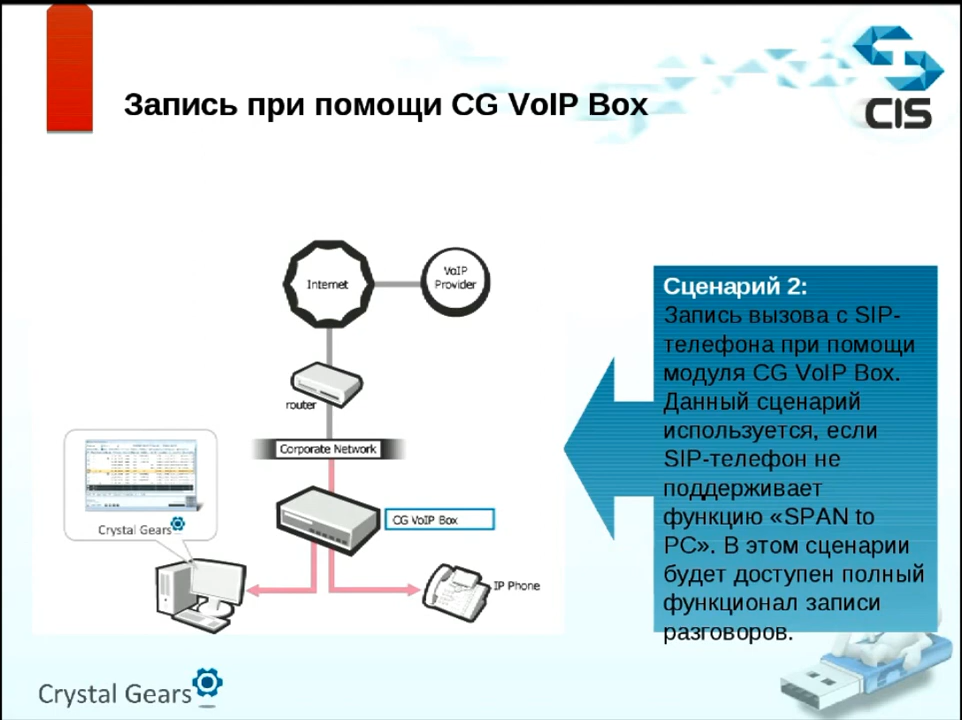 Запись при помощи CG VoIP Box
CIS
Internet
VoIP
Provider
router
Corporate Network
CG VoIP Box
Crystal Gears
IP Phone
Сценарий 2:
Запись вызова с SIP-
телефона при помощи
модуля CG VoIP Box.
Данный сценарий
используется, если
SIP-телефон не
поддерживает
функцию «SPAN to
PC». В этом сценарии
будет доступен полный
функционал записи
разговоров.
Crystal Gears